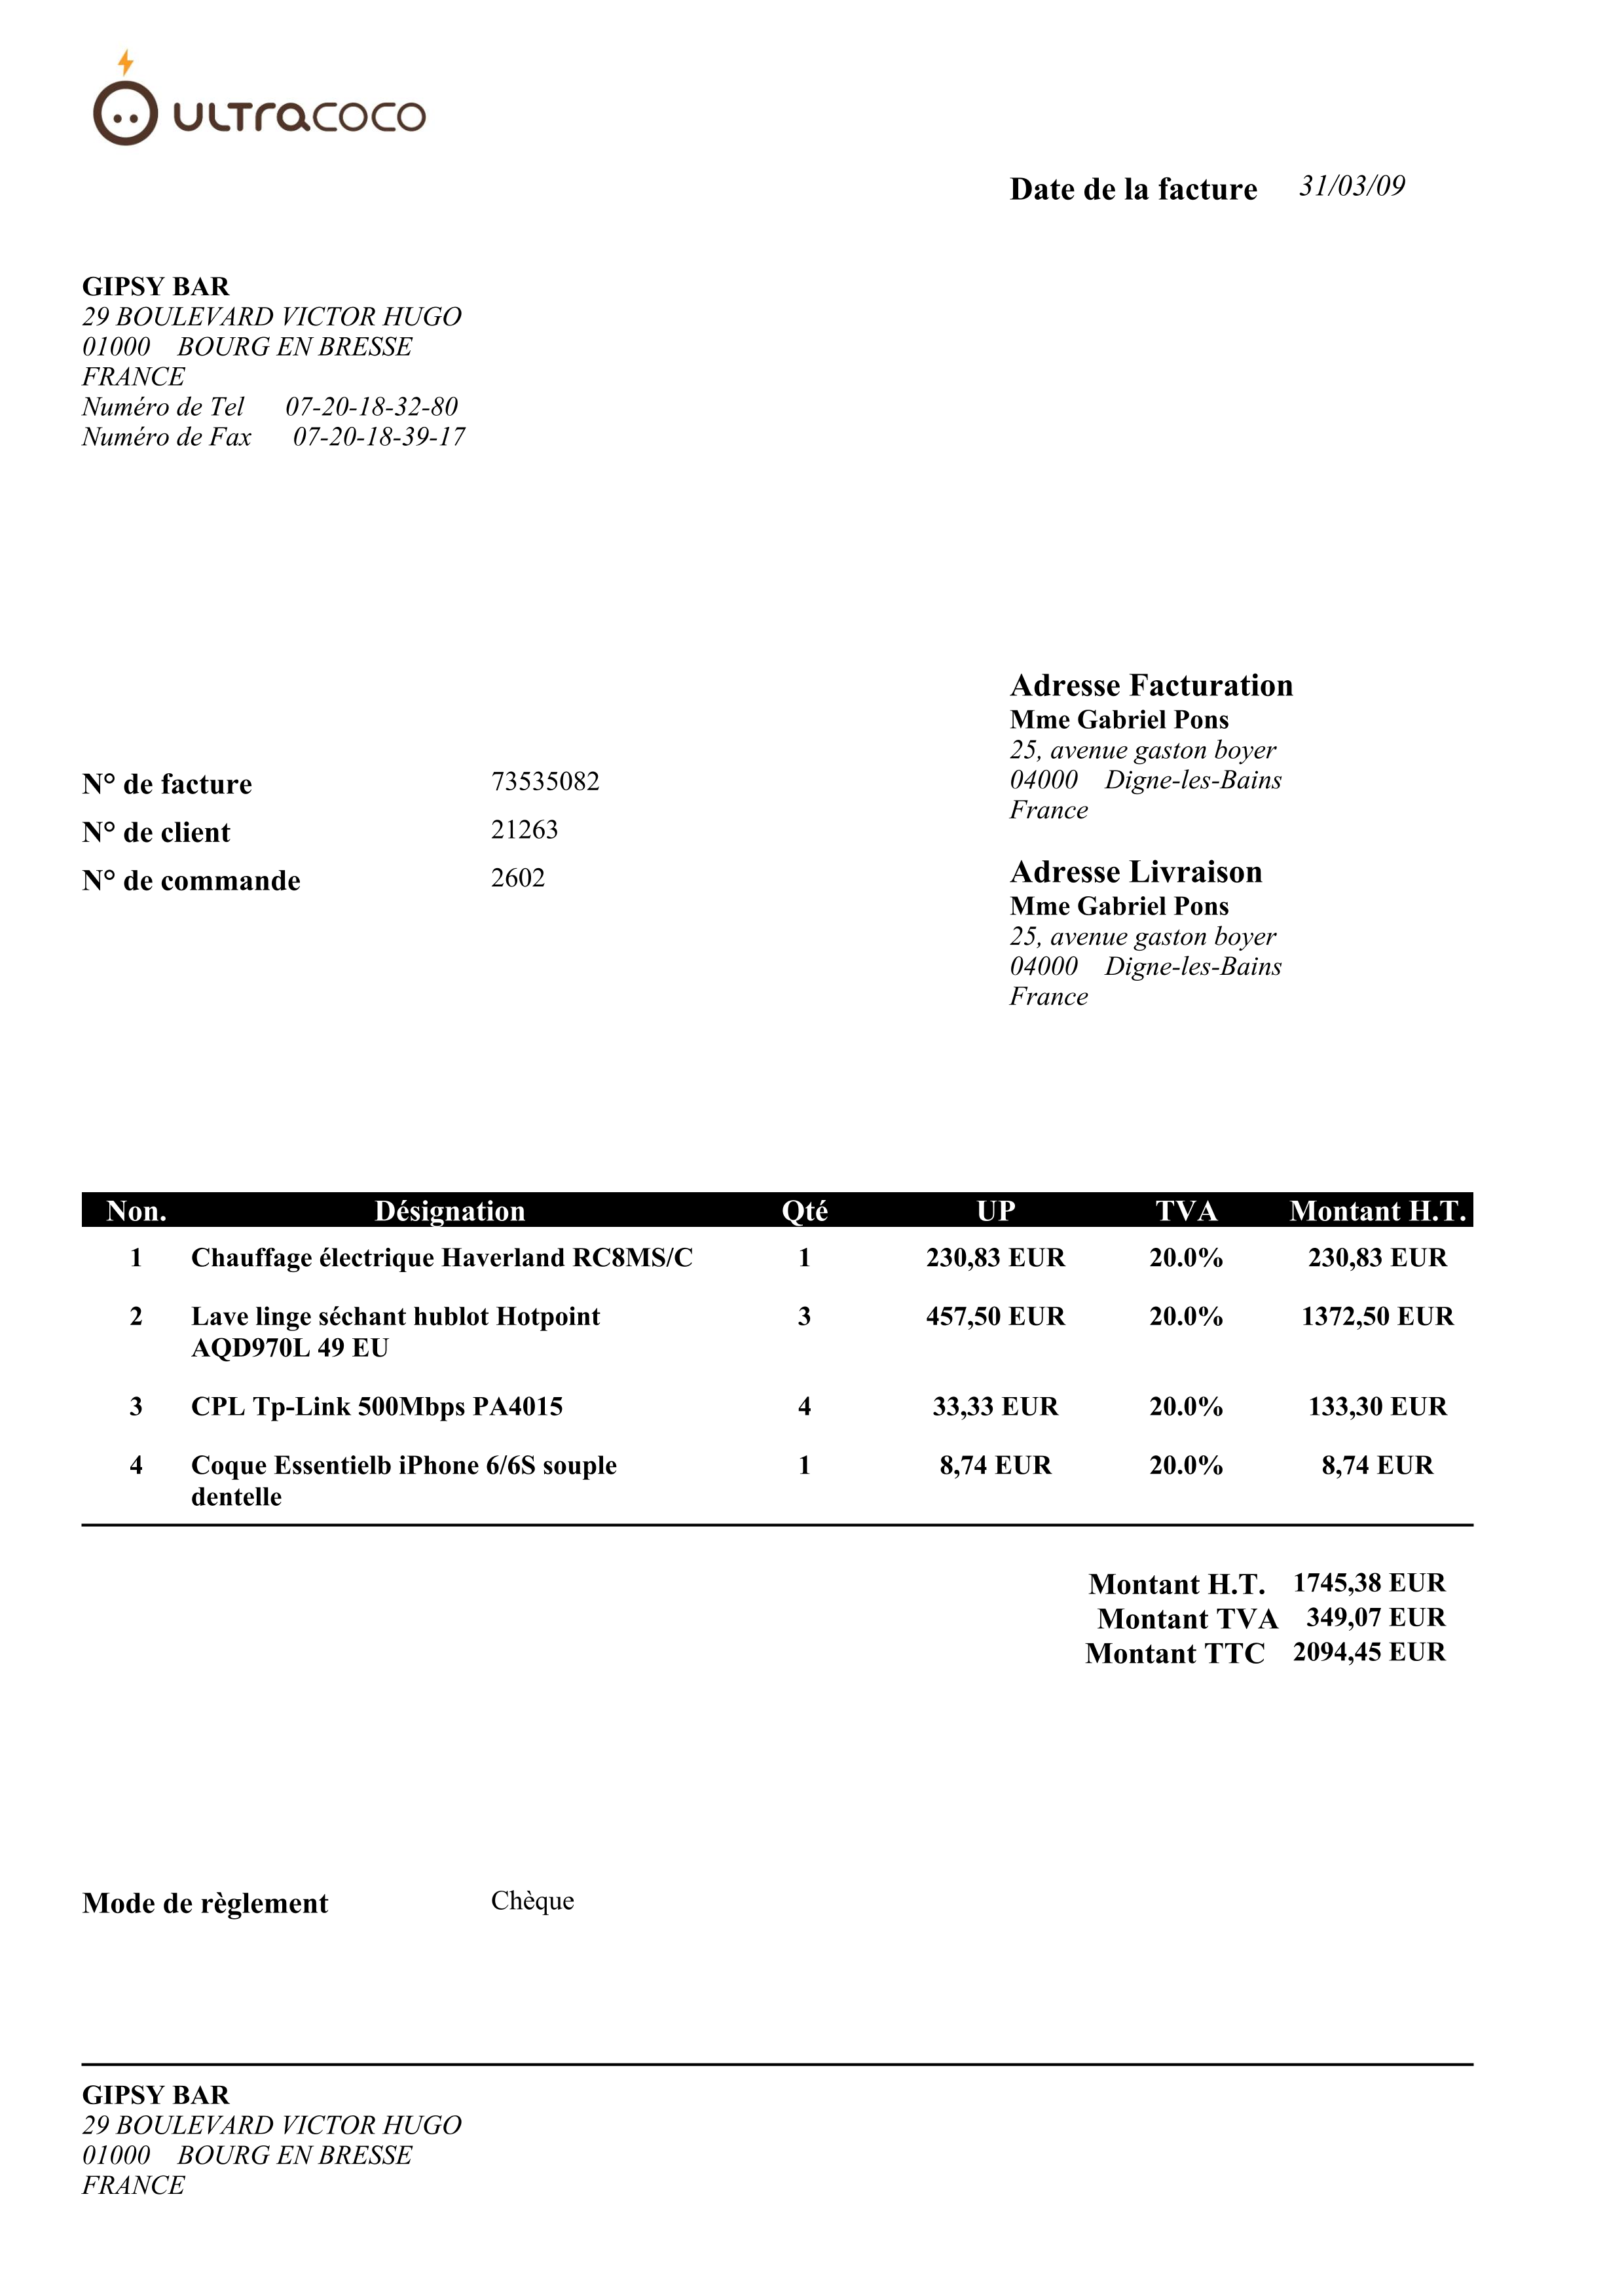 ULTRACOCO
Date de la facture 31/03/09
GIPSY BAR
29 BOULEVARD VICTOR HUGO
01000 BOURG EN BRESSE
FRANCE
Numéro de Tel 07-20-18-32-80
Numéro de Fax 07-20-18-39-17
Adresse Facturation
Mme Gabriel Pons
25, avenue gaston boyer
04000 Digne-les-Bains
France
N° de facture 73535082
N° de client 21263
N° de commande 2602
Adresse Livraison
Mme Gabriel Pons
25, avenue gaston boyer
04000 Digne-les-Bains
France
Non. Désignation Qté UP TVA Montant H.T.
1 Chauffage électrique Haverland RC8MS/C 1 230,83 EUR 20.0% 230,83 EUR
2 Lave linge séchant hublot Hotpoint 3 457,50 EUR 20.0% 1372,50 EUR
AQD970L 49 EU
3 CPL Tp-Link 500Mbps PA4015 4 33,33 EUR 20.0% 133,30 EUR
4 Coque Essentielb iPhone 6/6S souple 1 8,74 EUR 20.0% 8,74 EUR
dentelle
Montant H.T. 1745,38 EUR
Montant TVA 349,07 EUR
Montant TTC 2094,45 EUR
Mode de règlement Chèque
GIPSY BAR
29 BOULEVARD VICTOR HUGO
01000 BOURG EN BRESSE
FRANCE